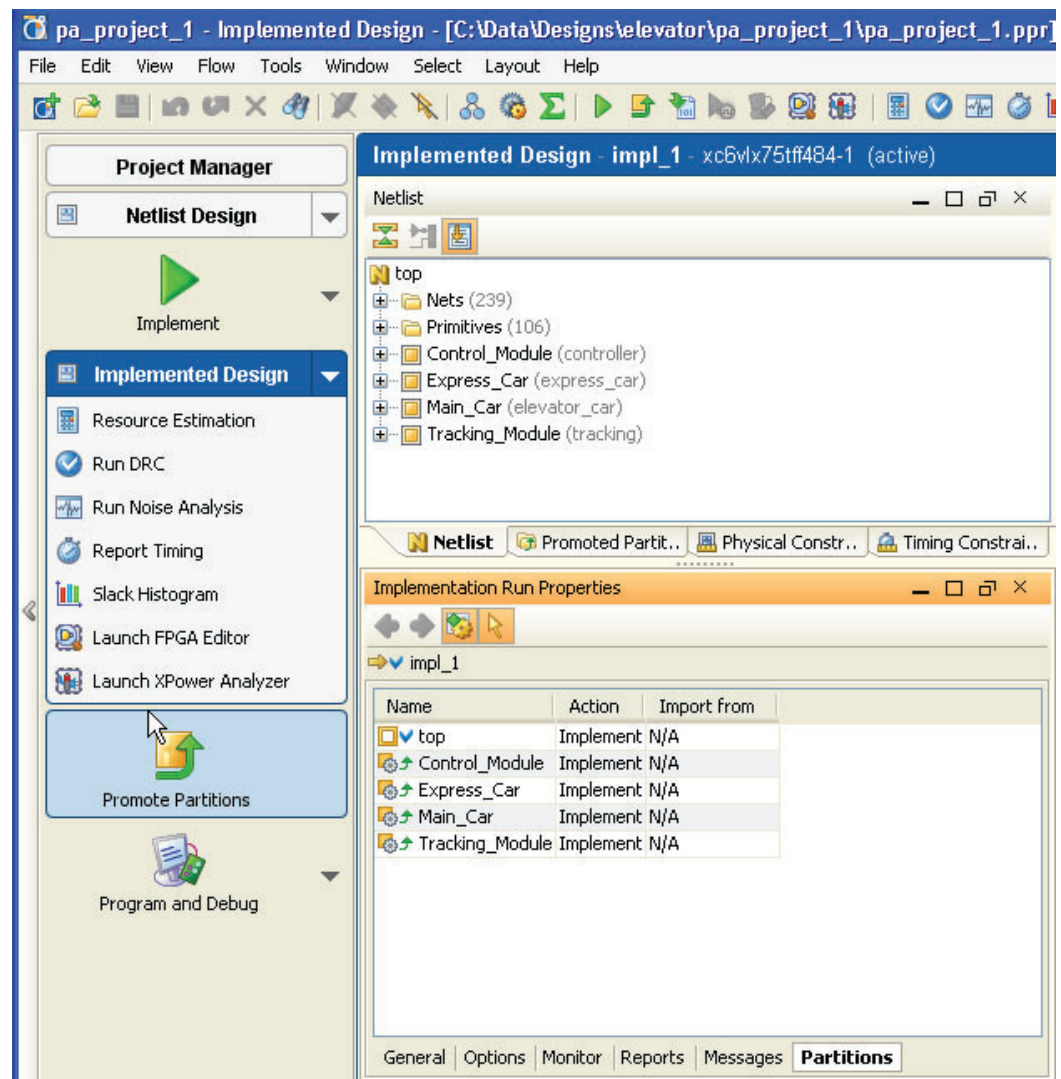 pa_project_1 - Implemented Design - [C:\Data\Designs\elevator\pa_project_1\pa_project_1.ppr]
File Edit View Flow Tools Window Select Layout Help
Project Manager
Netlist Design
Implement
Implemented Design
Resource Estimation
Run DRC
Run Noise Analysis
Report Timing
Slack Histogram
Launch FPGA Editor
Launch XPower Analyzer
Promote Partitions
Program and Debug
Implemented Design - impl_1 - xc6vlx75tff484-1 (active)
Netlist
top
Nets (239)
Primitives (106)
Control_Module (controller)
Express_Car (express_car)
Main_Car (elevator_car)
Tracking_Module (tracking)
Netlist Promoted Partit.. Physical Constr.. Timing Constrai..
Implementation Run Properties
impl_1
Name Action Import from
top Implement N/A
Control_Module Implement N/A
Express_Car Implement N/A
Main_Car Implement N/A
Tracking_Module Implement N/A
General Options Monitor Reports Messages Partitions